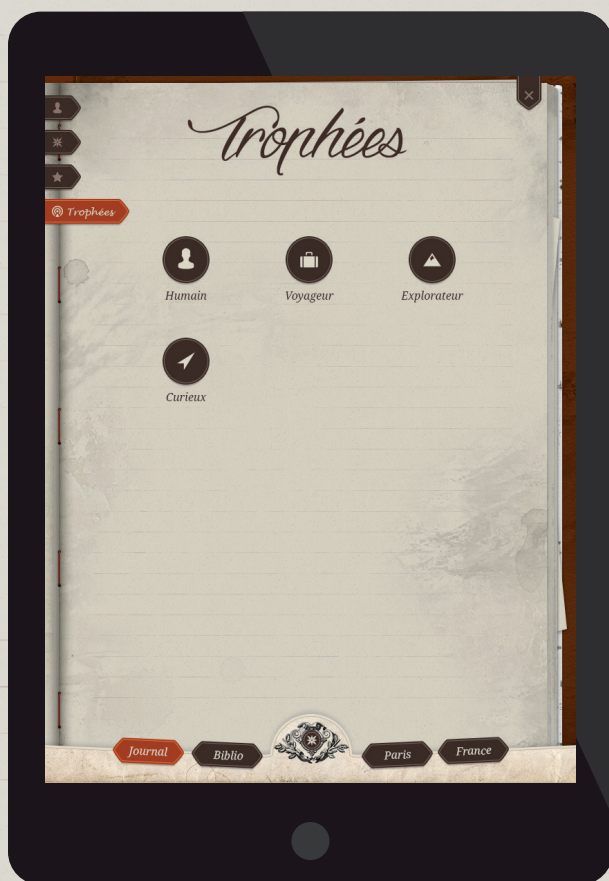 Trophées
Trophées
Humain
Voyageur
Explorateur
Curieux
Journal
Biblio
Paris
France